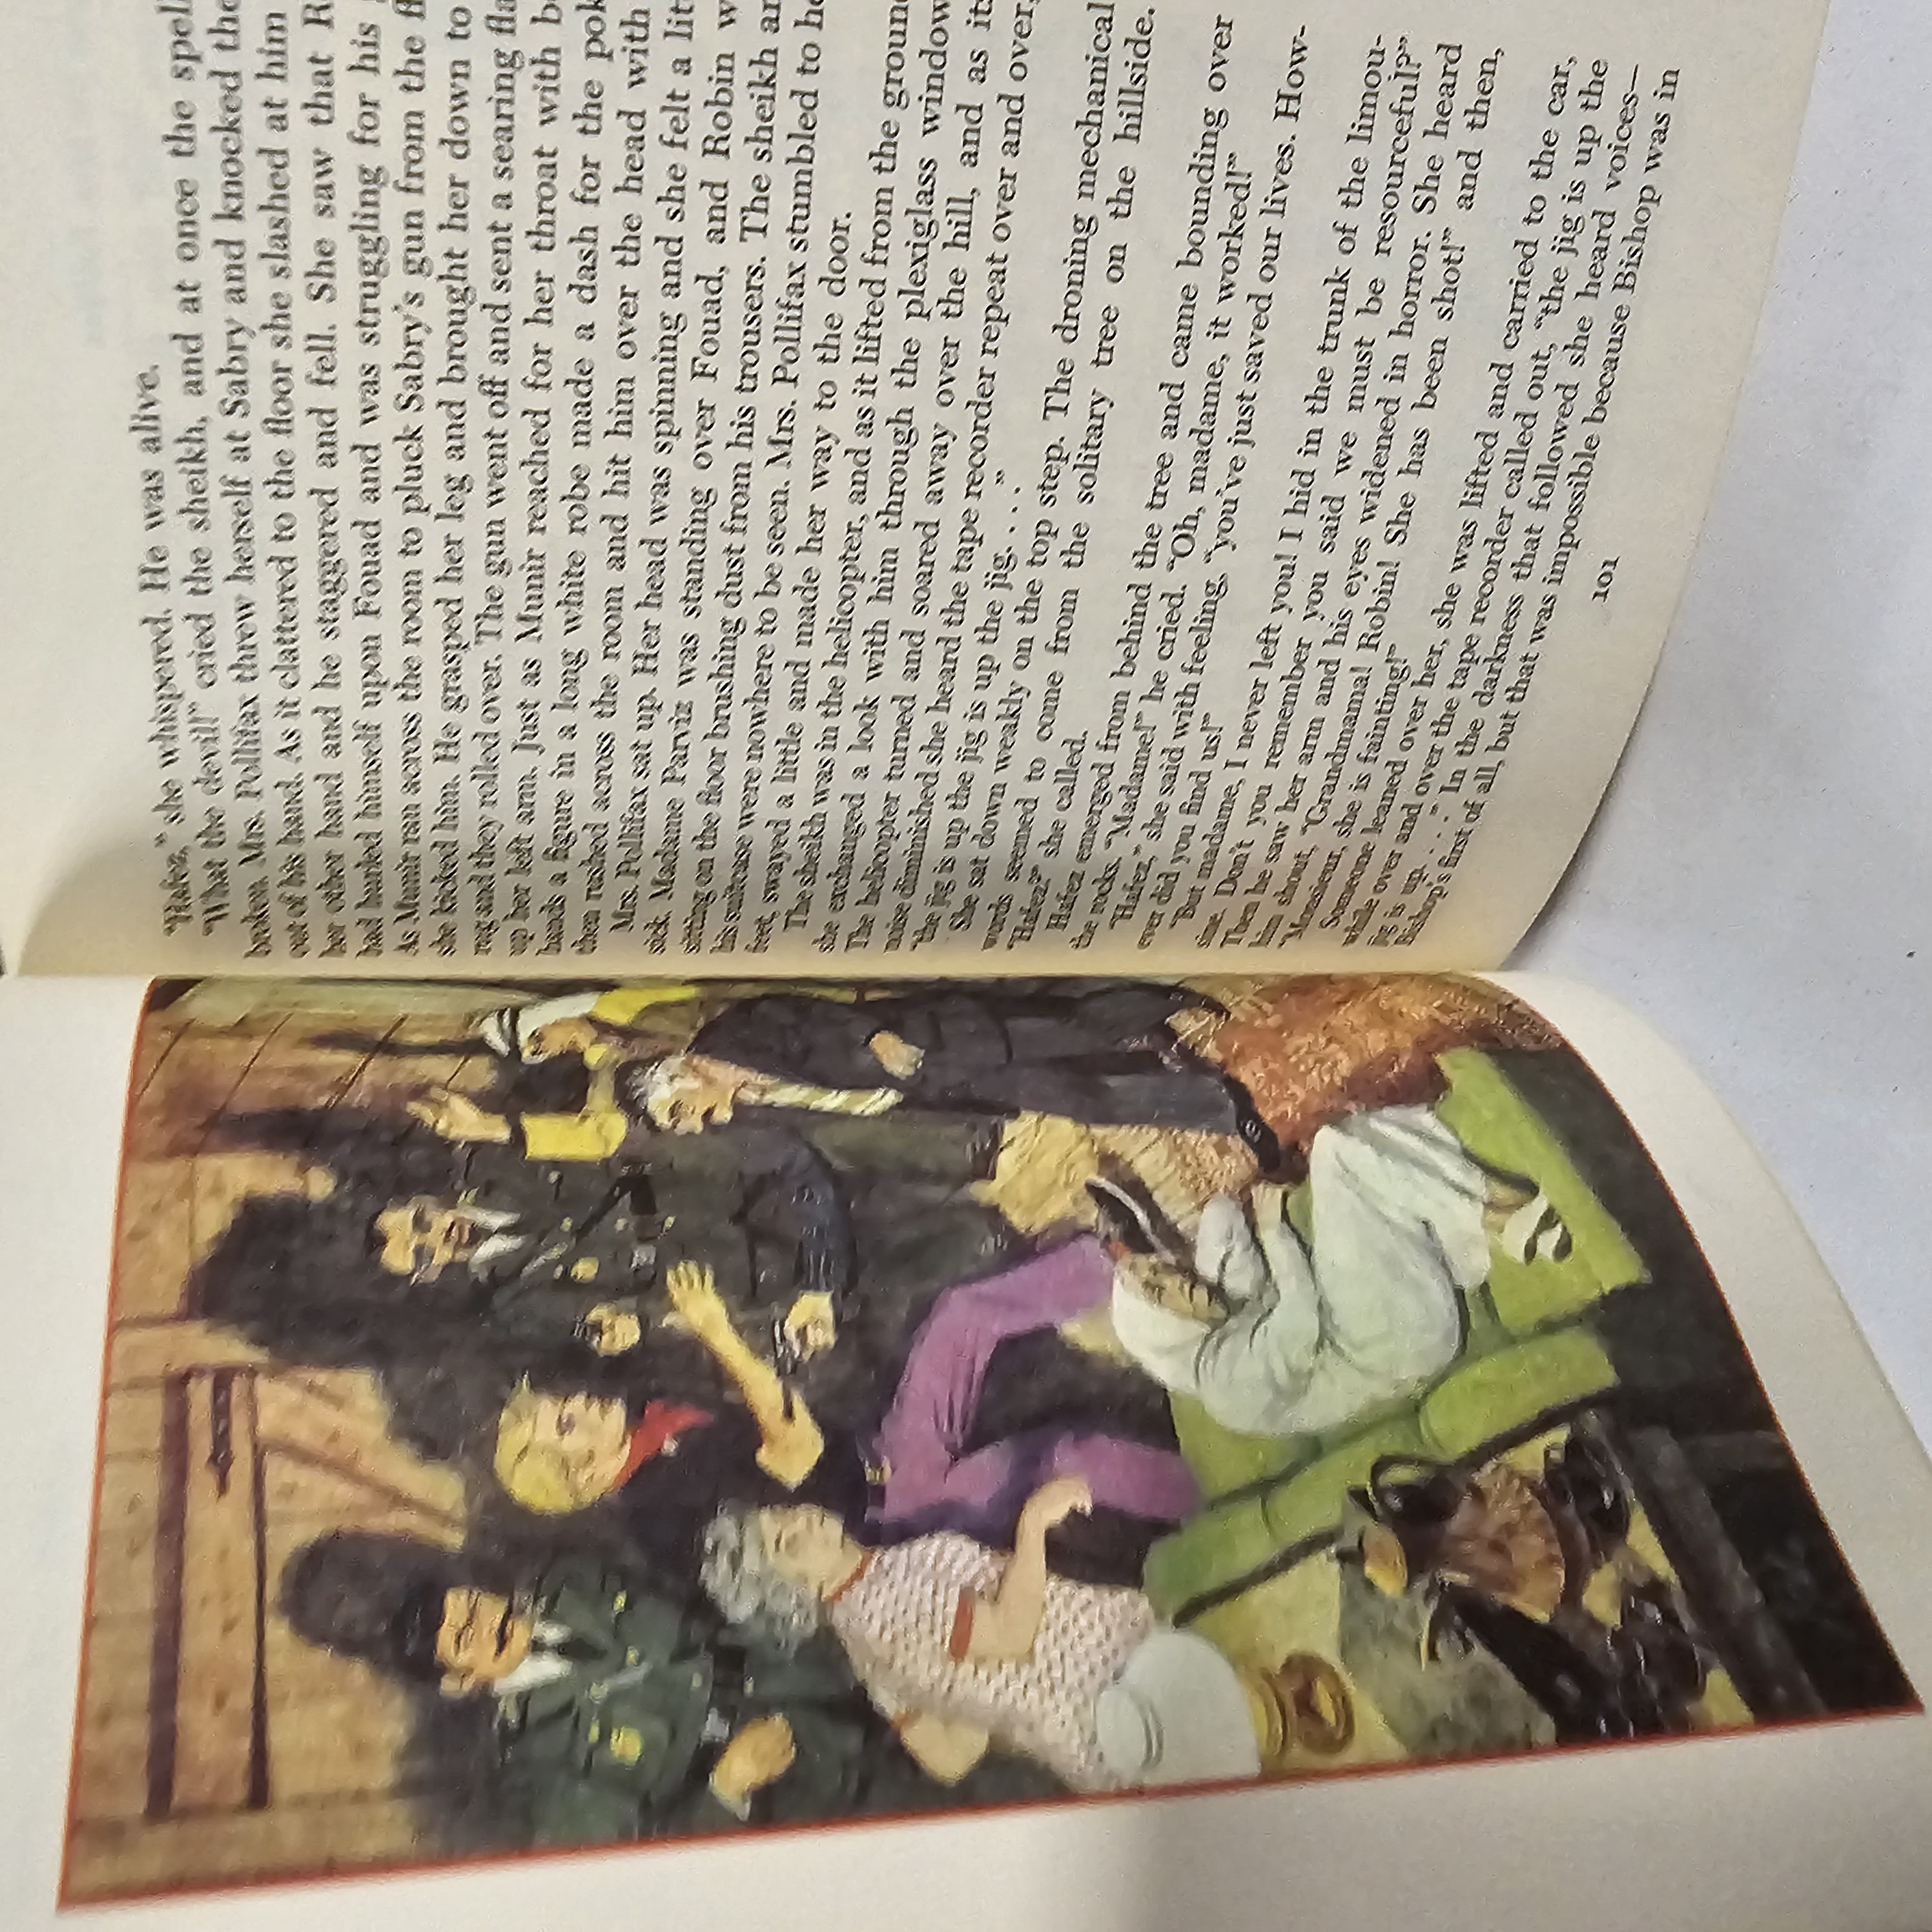 "Hafez," she whispered. He was alive.
"What the devil!" cried the sheikh, and at once the spell
broken. Mrs. Pollifax threw herself at Sabry and knocked the
out of his hand. As it clattered to the floor she slashed at him
her other hand and he staggered and fell. She saw that R
had hurled himself upon Fouad and was struggling for his
As Munir ran across the room to pluck Sabry's gun from the fl
she kicked him. He grasped her leg and brought her down to
rug and they rolled over. The gun went off and sent a searing fla
up her left arm. Just as Munir reached for her throat with b
hands a figure in a long white robe made a dash for the pok
then rushed across the room and hit him over the head with
Mrs. Pollifax sat up. Her head was spinning and she felt a lit
sick. Madame Parviz was standing over Fouad, and Robin w
sitting on the floor brushing dust from his trousers. The sheikh an
his suitcase were nowhere to be seen. Mrs. Pollifax stumbled to he
feet, swayed a little and made her way to the door.
The sheikh was in the helicopter, and as it lifted from the groun
she exchanged a look with him through the plexiglass window
The helicopter turned and soared away over the hill, and as its
noise diminished she heard the tape recorder repeat over and over,
"the jig is up the jig is up the jig. . . ."
She sat down weakly on the top step. The droning mechanical
words seemed to come from the solitary tree on the hillside.
"Hafez?" she called.
Hafez emerged from behind the tree and came bounding over
the rocks. "Madame!" he cried. "Oh, madame, it worked!"
"Hafez," she said with feeling, "you've just saved our lives. How-
ever did you find us!"
"But madame, I never left you! I hid in the trunk of the limou-
sine. Don't you remember you said we must be resourceful?"
Then he saw her arm and his eyes widened in horror. She heard
him shout, "Grandmama! Robin! She has been shot!" and then,
"Monsieur, she is fainting!"
Someone leaned over her, she was lifted and carried to the car,
while over and over the tape recorder called out, "the jig is up the
jig is up. . . ." In the darkness that followed she heard voices—
Bishop's first of all, but that was impossible because Bishop was in
101